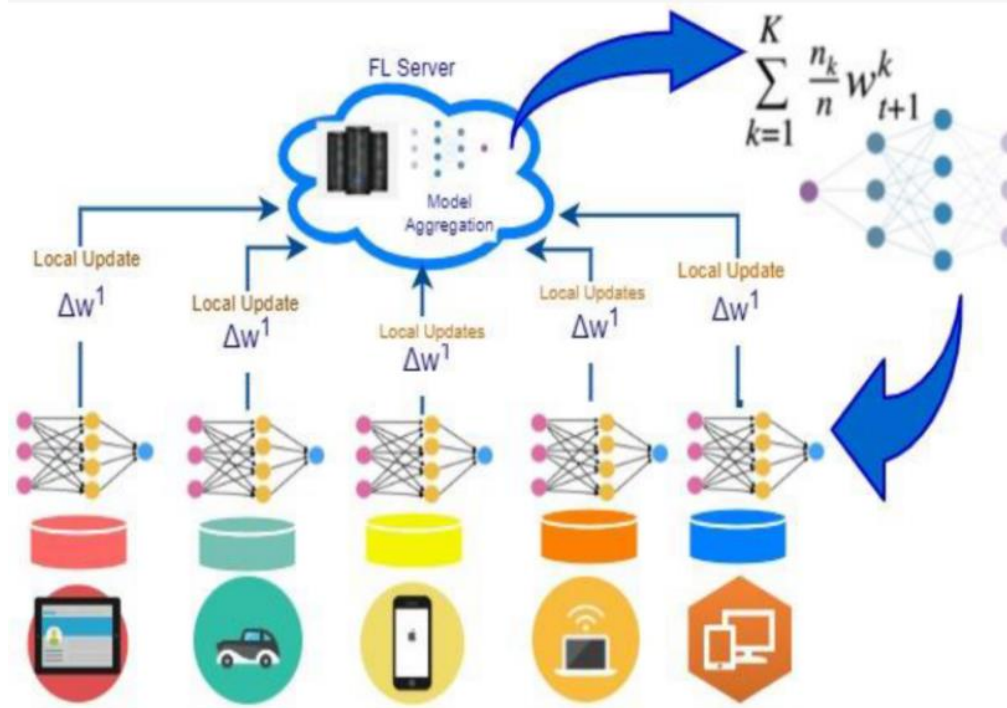 FL Server
Model
Aggregation
K
∑ n_k/n w^k_{t+1}
k=1
Local Update
Δw¹
Local Update
Δw¹
Local Updates
Δw¹
Local Updates
Δw¹
Local Update
Δw¹